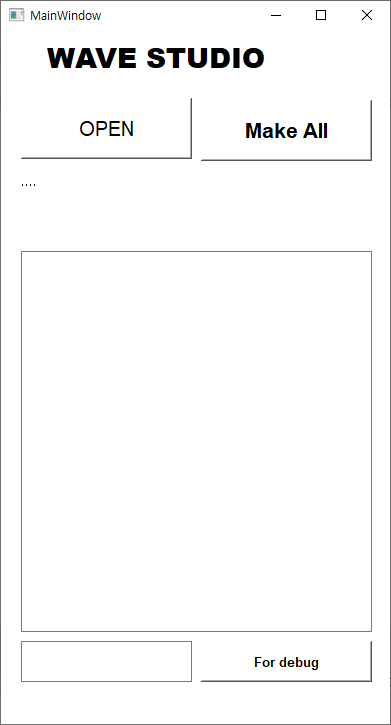 MainWindow
WAVE STUDIO
OPEN
Make All
....
For debug